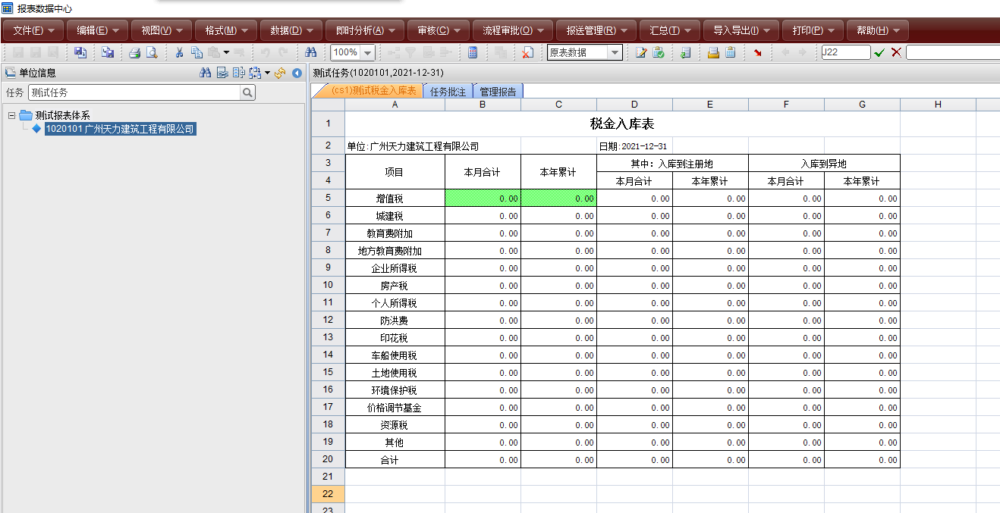 报表数据中心
文件(F) 编辑(E) 视图(V) 格式(M) 数据(D) 即时分析(A) 审核(C) 流程审批(O) 报送管理(R) 汇总(T) 导入导出(I) 打印(P) 帮助(H)
100% 原表数据 J22
单位信息
任务 测试任务
测试报表体系
1020101 广州天力建筑工程有限公司
测试任务(1020101,2021-12-31)
(cs1)测试税金入库表 任务批注 管理报告
A B C D E F G H
1 税金入库表
2 单位:广州天力建筑工程有限公司 日期:2021-12-31
3 项目 本月合计 本年累计 其中：入库到注册地 入库到异地
4 本月合计 本年累计 本月合计 本年累计
5 增值税 0.00 0.00 0.00 0.00 0.00 0.00
6 城建税 0.00 0.00 0.00 0.00 0.00 0.00
7 教育费附加 0.00 0.00 0.00 0.00 0.00 0.00
8 地方教育费附加 0.00 0.00 0.00 0.00 0.00 0.00
9 企业所得税 0.00 0.00 0.00 0.00 0.00 0.00
10 房产税 0.00 0.00 0.00 0.00 0.00 0.00
11 个人所得税 0.00 0.00 0.00 0.00 0.00 0.00
12 防洪费 0.00 0.00 0.00 0.00 0.00 0.00
13 印花税 0.00 0.00 0.00 0.00 0.00 0.00
14 车船使用税 0.00 0.00 0.00 0.00 0.00 0.00
15 土地使用税 0.00 0.00 0.00 0.00 0.00 0.00
16 环境保护税 0.00 0.00 0.00 0.00 0.00 0.00
17 价格调节基金 0.00 0.00 0.00 0.00 0.00 0.00
18 资源税 0.00 0.00 0.00 0.00 0.00 0.00
19 其他 0.00 0.00 0.00 0.00 0.00 0.00
20 合计 0.00 0.00 0.00 0.00 0.00 0.00
21
22
23